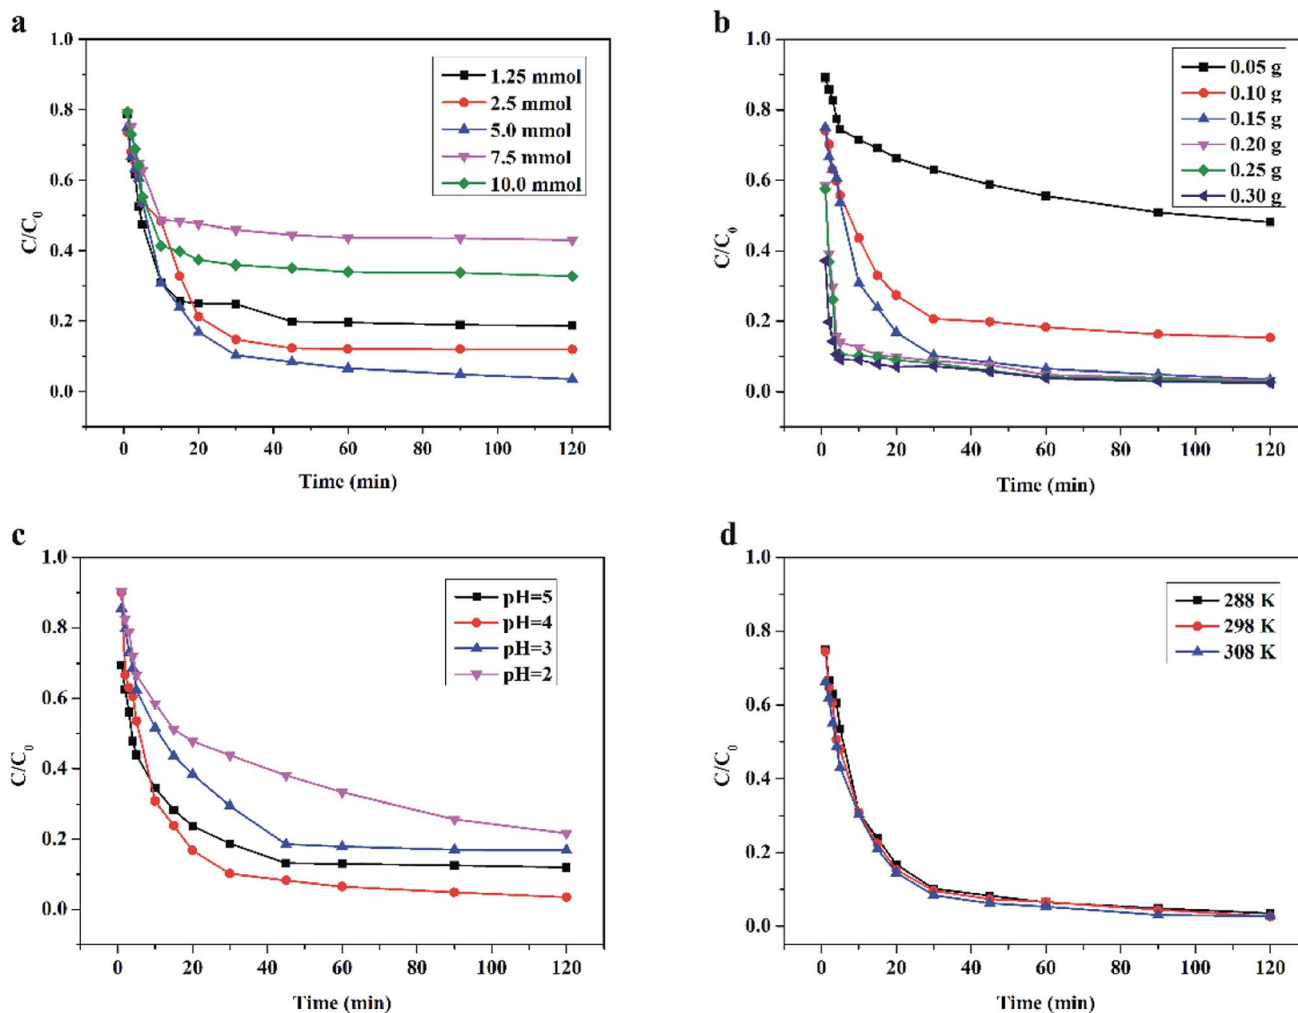 a
1.0
0.8
0.6
0.4
0.2
0.0
C/C0
1.25 mmol
2.5 mmol
5.0 mmol
7.5 mmol
10.0 mmol
0 20 40 60 80 100 120
Time (min)
b
1.0
0.8
0.6
0.4
0.2
0.0
C/C0
0.05 g
0.10 g
0.15 g
0.20 g
0.25 g
0.30 g
0 20 40 60 80 100 120
Time (min)
c
1.0
0.8
0.6
0.4
0.2
0.0
C/C0
pH=5
pH=4
pH=3
pH=2
0 20 40 60 80 100 120
Time (min)
d
1.0
0.8
0.6
0.4
0.2
0.0
C/C0
288 K
298 K
308 K
0 20 40 60 80 100 120
Time (min)